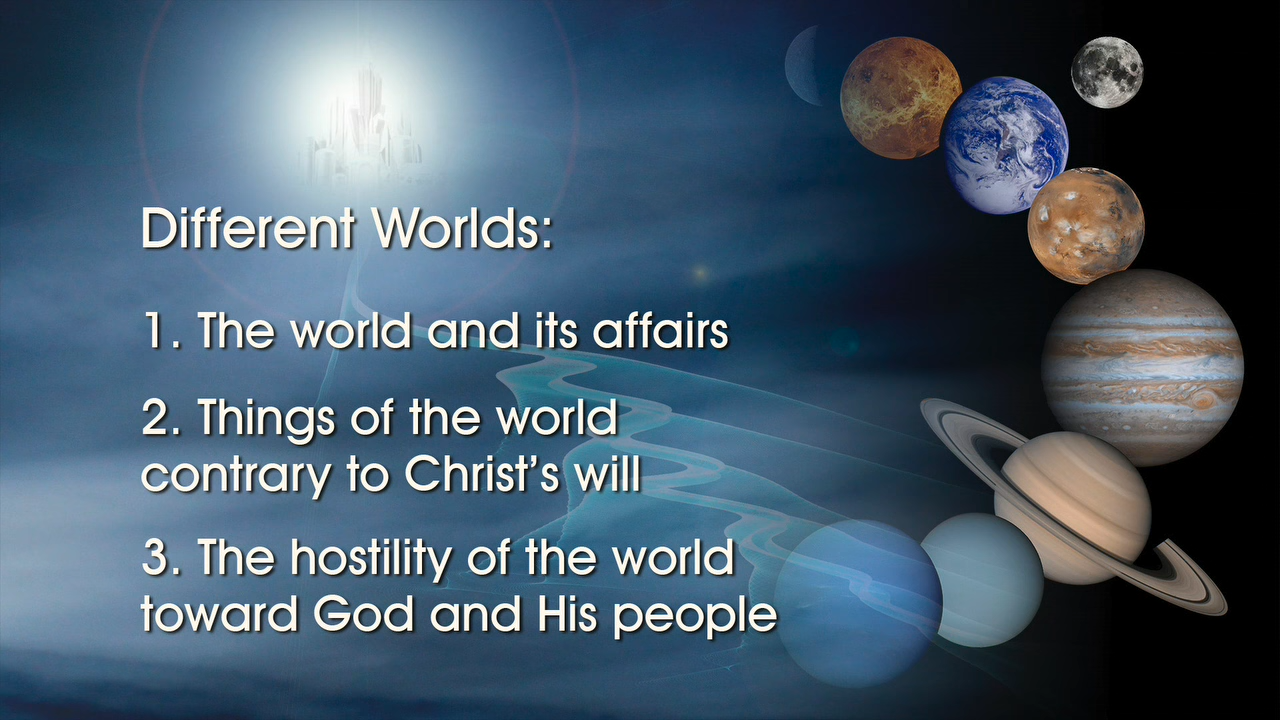 Different Worlds:
1. The world and its affairs
2. Things of the world
contrary to Christ's will
3. The hostility of the world
toward God and His people